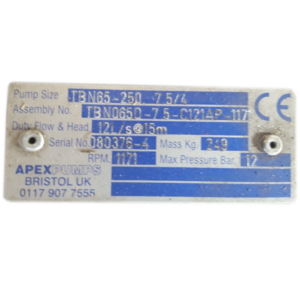 Pump Size TBN65-250 7.5/4
Assembly No. TBN065D-7.5-C121AP-117
Duty Flow & Head 12L/s@15m
Serial No. 080376-4 Mass Kg. 249
RPM. 1171 Max Pressure Bar. 12
APEXPUMPS
BRISTOL UK
0117 907 7555
CE